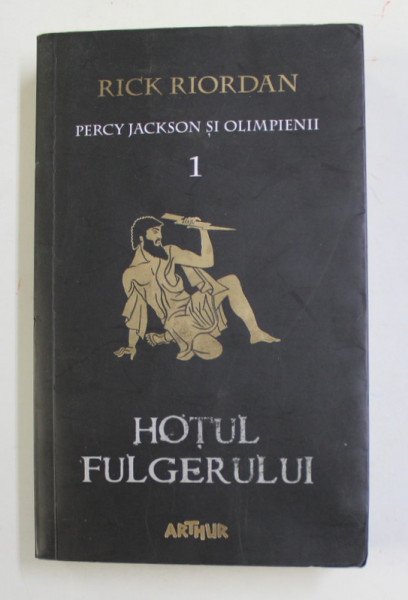 RICK RIORDAN
PERCY JACKSON ȘI OLIMPIENII
1
HOȚUL
FULGERULUI
ARTHUR